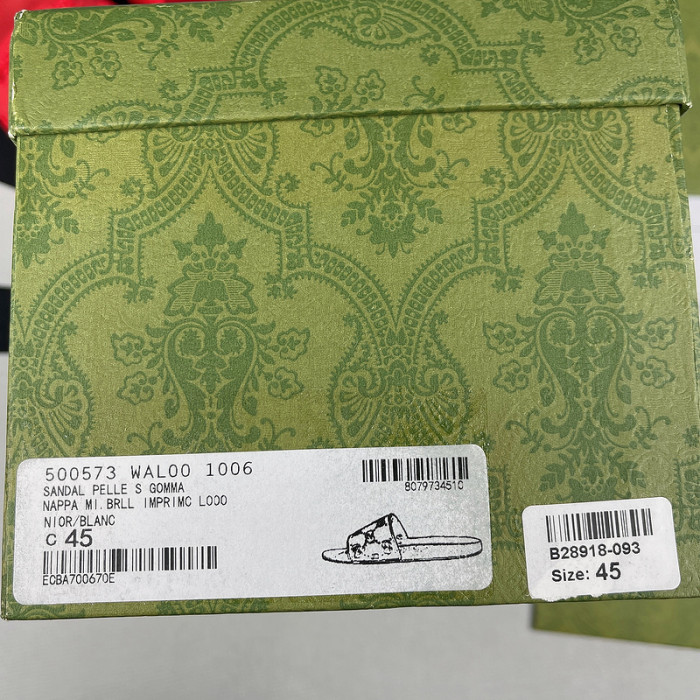 500573 WAL00 1006
SANDAL PELLE S GOMMA
NAPPA MI.BRLL IMPRIMC LOOO
NIOR/BLANC
C 45
ECBA700670E
8079734510
B28918-093
Size: 45